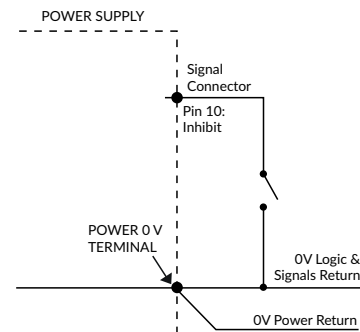 POWER SUPPLY
Signal
Connector
Pin 10:
Inhibit
POWER 0 V
TERMINAL
0V Logic &
Signals Return
0V Power Return